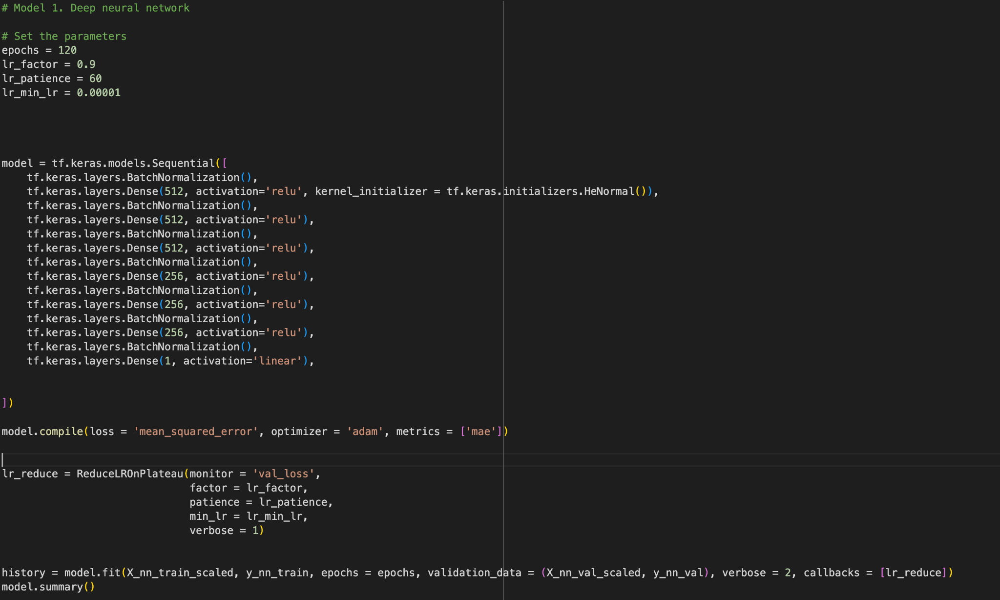 # Model 1. Deep neural network
# Set the parameters
epochs = 120
lr_factor = 0.9
lr_patience = 60
lr_min_lr = 0.00001
model = tf.keras.models.Sequential([
    tf.keras.layers.BatchNormalization(),
    tf.keras.layers.Dense(512, activation='relu', kernel_initializer = tf.keras.initializers.HeNormal()),
    tf.keras.layers.BatchNormalization(),
    tf.keras.layers.Dense(512, activation='relu'),
    tf.keras.layers.BatchNormalization(),
    tf.keras.layers.Dense(512, activation='relu'),
    tf.keras.layers.BatchNormalization(),
    tf.keras.layers.Dense(256, activation='relu'),
    tf.keras.layers.BatchNormalization(),
    tf.keras.layers.Dense(256, activation='relu'),
    tf.keras.layers.BatchNormalization(),
    tf.keras.layers.Dense(256, activation='relu'),
    tf.keras.layers.BatchNormalization(),
    tf.keras.layers.Dense(1, activation='linear'),
])
model.compile(loss = 'mean_squared_error', optimizer = 'adam', metrics = ['mae'])
lr_reduce = ReduceLROnPlateau(monitor = 'val_loss',
                              factor = lr_factor,
                              patience = lr_patience,
                              min_lr = lr_min_lr,
                              verbose = 1)
history = model.fit(X_nn_train_scaled, y_nn_train, epochs = epochs, validation_data = (X_nn_val_scaled, y_nn_val), verbose = 2, callbacks = [lr_reduce])
model.summary()